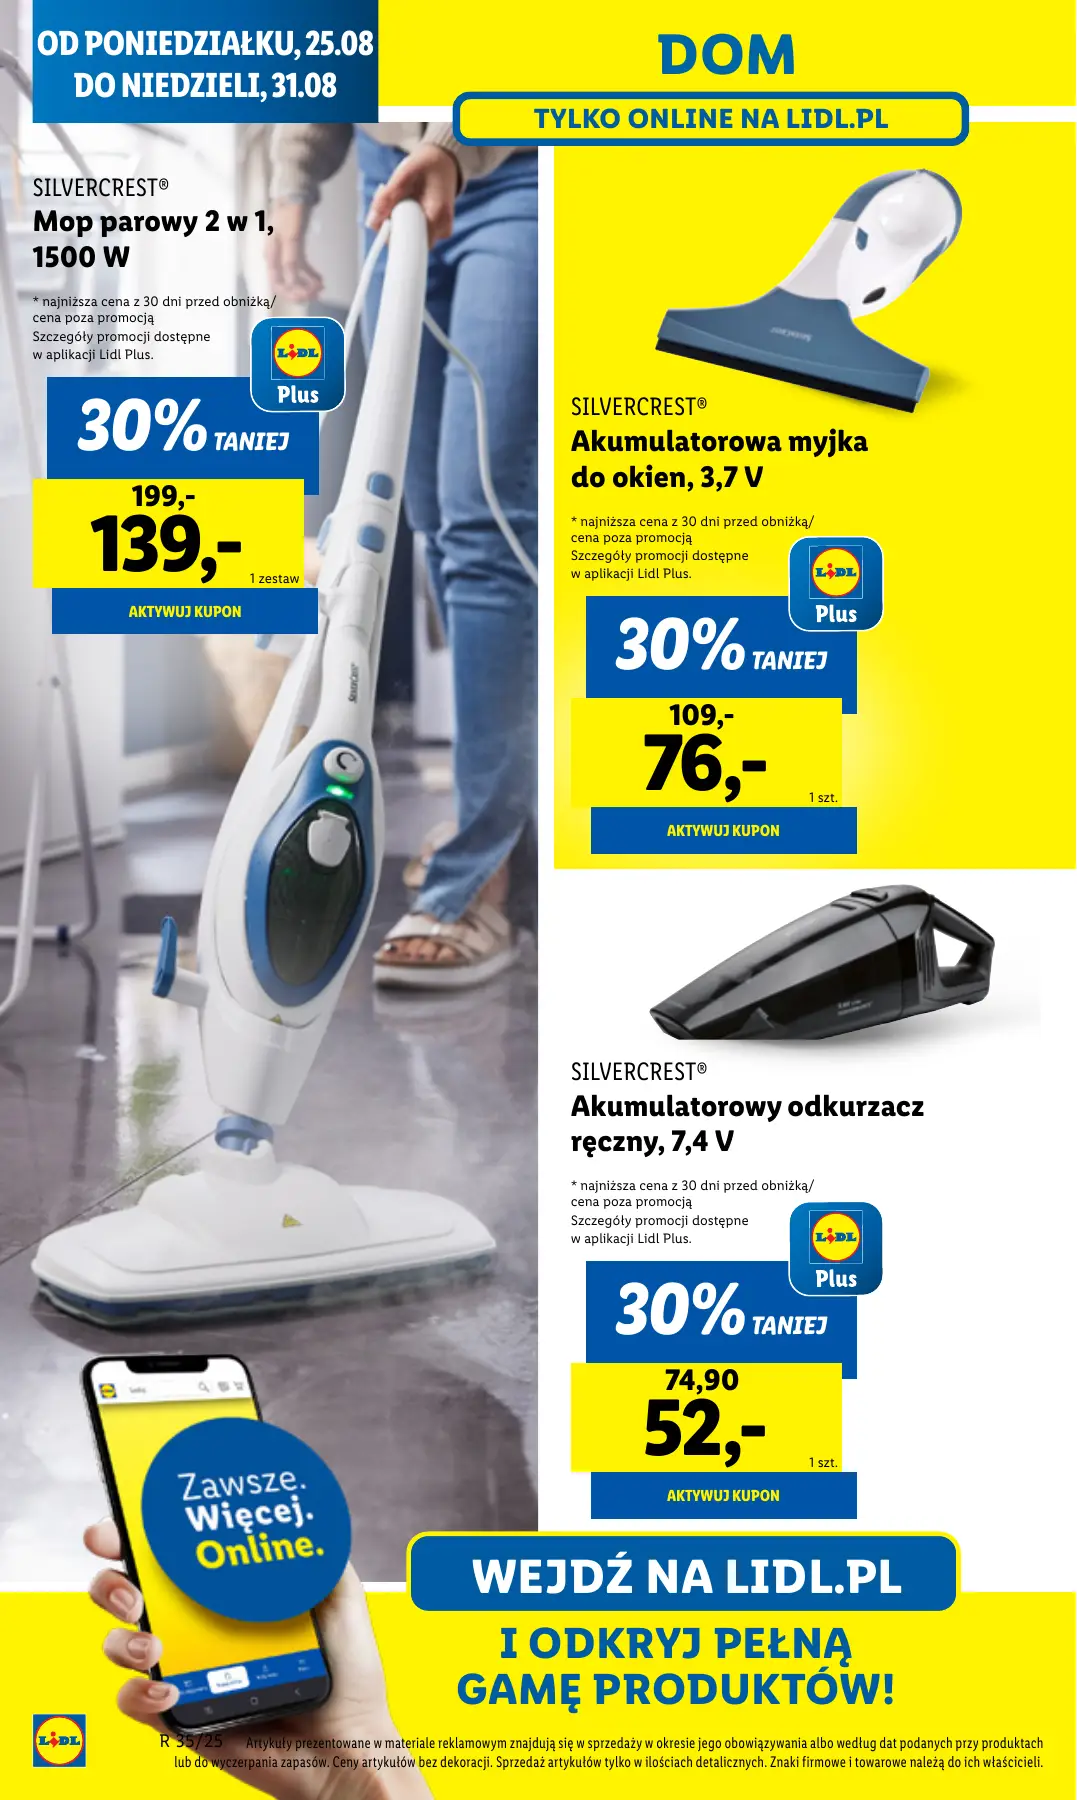 OD PONIEDZIAŁKU, 25.08
DO NIEDZIELI, 31.08
DOM
TYLKO ONLINE NA LIDL.PL
SILVERCREST®
Mop parowy 2 w 1,
1500 W
* najniższa cena z 30 dni przed obniżką/
cena poza promocją
Szczegóły promocji dostępne
w aplikacji Lidl Plus.
LIDL
Plus
30% TANIEJ
199,-
139,-
1 zestaw
AKTYWUJ KUPON
SILVERCREST
SILVERCREST®
Akumulatorowa myjka
do okien, 3,7 V
* najniższa cena z 30 dni przed obniżką/
cena poza promocją
Szczegóły promocji dostępne
w aplikacji Lidl Plus.
LIDL
Plus
30% TANIEJ
109,-
76,-
1 szt.
AKTYWUJ KUPON
SILVERCREST®
Akumulatorowy odkurzacz
ręczny, 7,4 V
* najniższa cena z 30 dni przed obniżką/
cena poza promocją
Szczegóły promocji dostępne
w aplikacji Lidl Plus.
LIDL
Plus
30% TANIEJ
74,90
52,-
1 szt.
AKTYWUJ KUPON
Zawsze.
Więcej.
Online.
WEJDŹ NA LIDL.PL
I ODKRYJ PEŁNĄ
GAMĘ PRODUKTÓW!
LIDL
R 35/25 Artykuły prezentowane w materiale reklamowym znajdują się w sprzedaży w okresie jego obowiązywania albo według dat podanych przy produktach
lub do wyczerpania zapasów. Ceny artykułów bez dekoracji. Sprzedaż artykułów tylko w ilościach detalicznych. Znaki firmowe i towarowe należą do ich właścicieli.